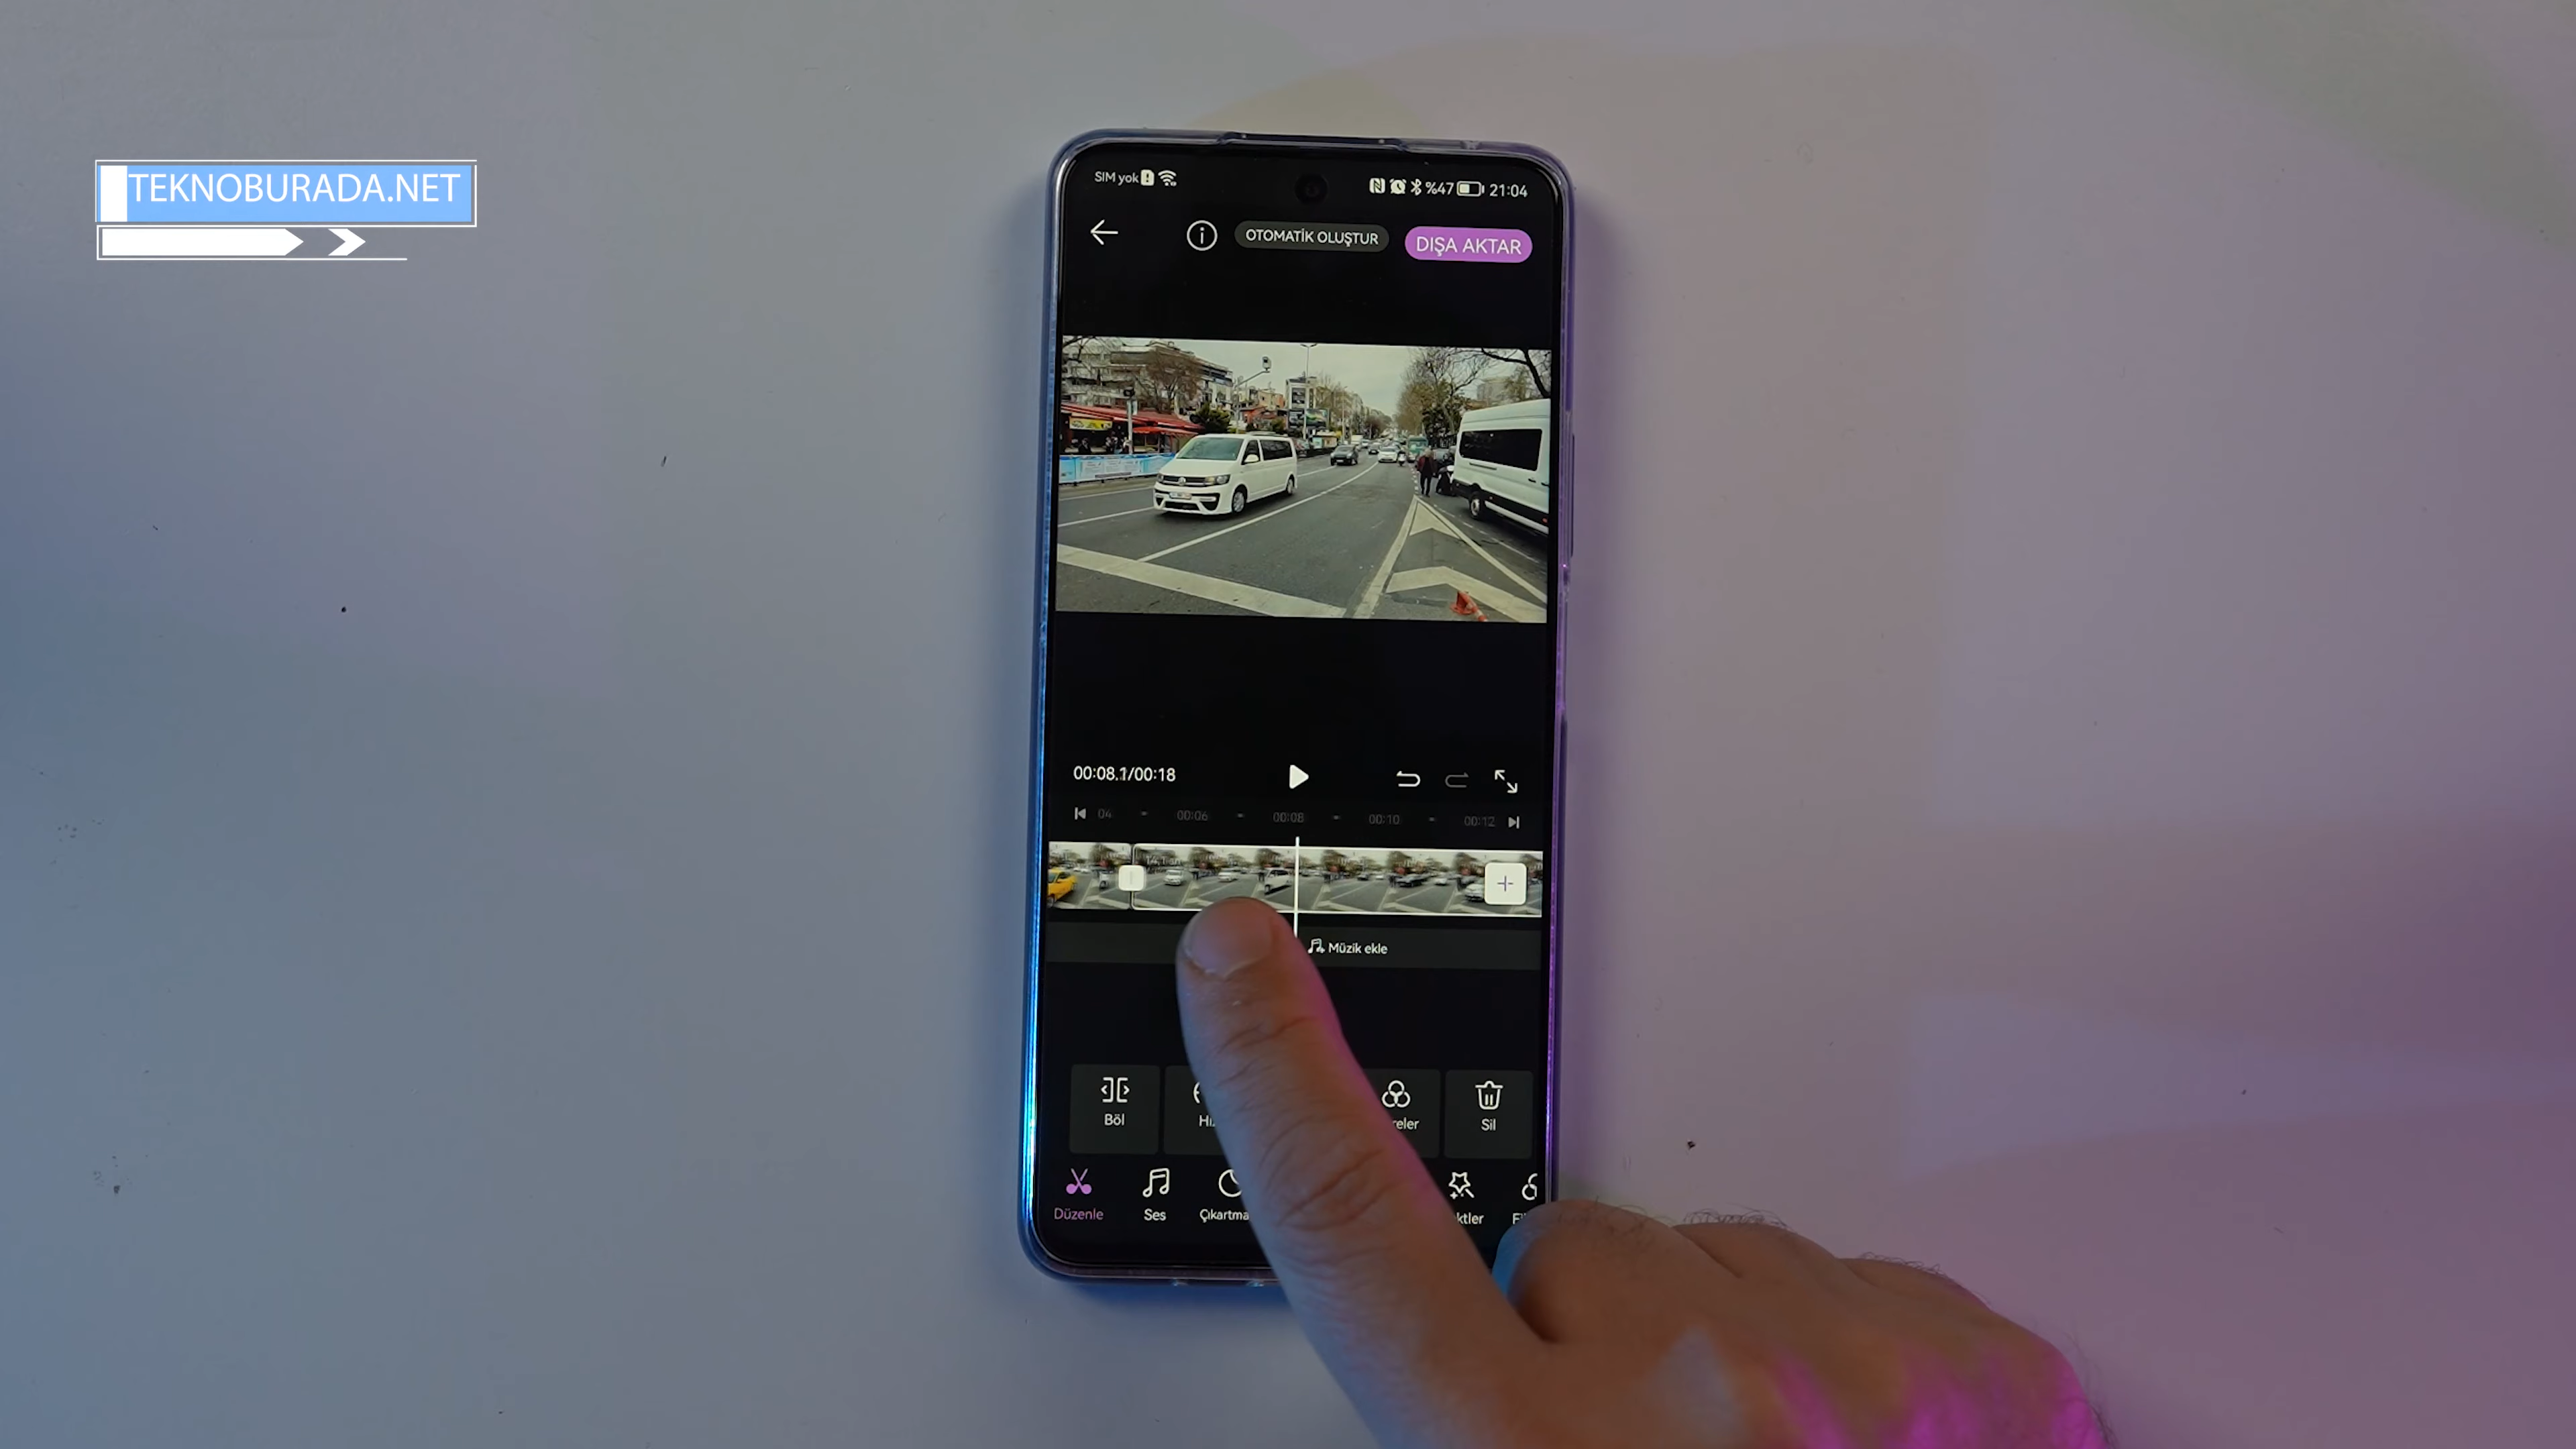 TEKNOBURADA.NET
SIM yok %47 21:04
OTOMATİK OLUŞTUR DIŞA AKTAR
00:08.1/00:18
04 00:06 00:08 00:10 00:12
Müzik ekle
Böl Sil
Düzenle Ses